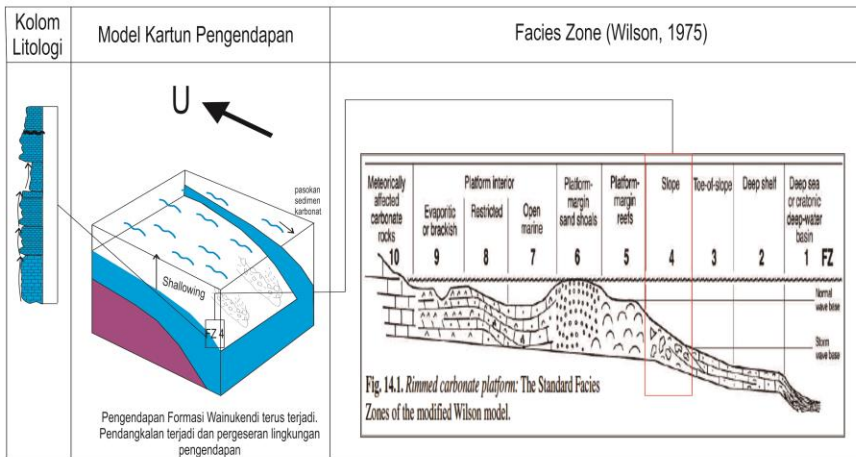 Kolom
Litologi
Model Kartun Pengendapan
Facies Zone (Wilson, 1975)
U
pasokan
sedimen
karbonat
Shallowing
FZ 4
Pengendapan Formasi Wainukendi terus terjadi.
Pendangkalan terjadi dan pergeseran lingkungan
pengendapan
Meteorically
affected
carbonate
rocks
10
Platform interior
Evaporitic
or brackish
9
Restricted
8
Open
marine
7
Platform-
margin
sand shoals
6
Platform-
margin
reefs
5
Slope
4
Toe-of-slope
3
Deep shelf
2
Deep sea
or cratonic
deep-water
basin
1 FZ
Normal
wave base
Storm
wave base
Fig. 14.1. Rimmed carbonate platform: The Standard Facies
Zones of the modified Wilson model.